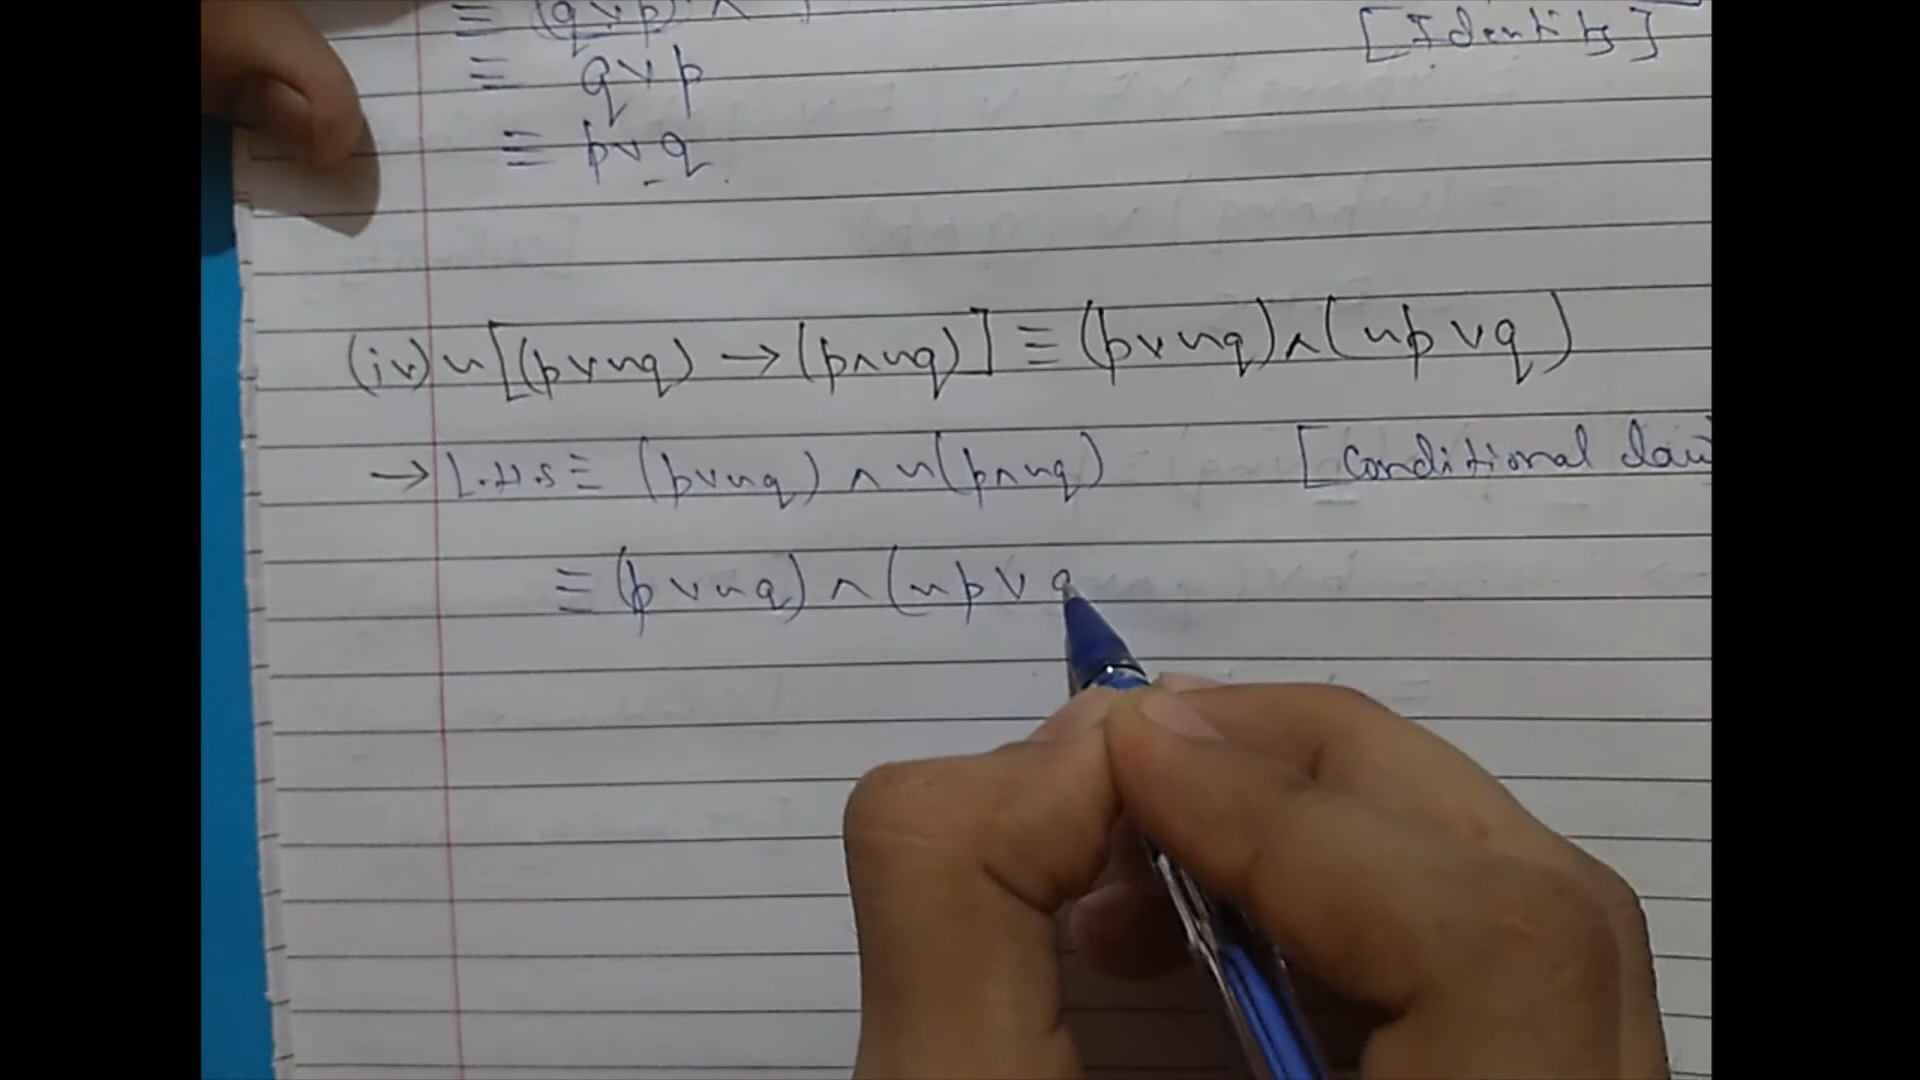 ≡ (q∨p) ∧
[Identity]
≡ q∨p
≡ p∨q.
(iv) ~[(p∨~q) → (p∧~q)] ≡ (p∨~q)∧(~p∨q)
→ L.H.S ≡ (p∨~q) ∧ ~(p∧~q) [Conditional law]
≡ (p∨~q) ∧ (~p∨q